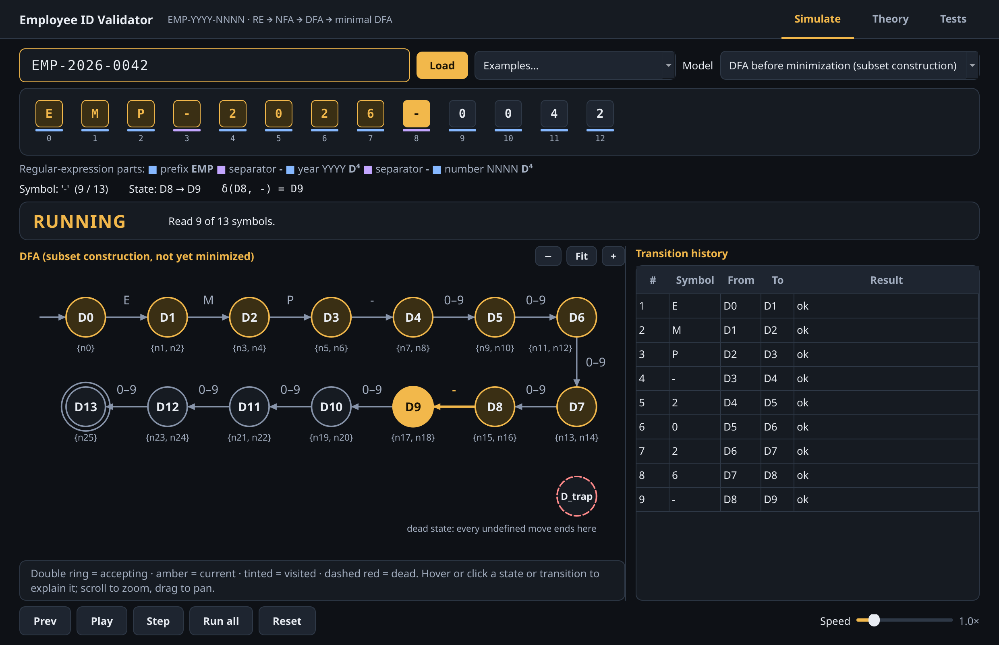 Employee ID Validator EMP-YYYY-NNNN · RE → NFA → DFA → minimal DFA Simulate Theory Tests
EMP-2026-0042 Load Examples... Model DFA before minimization (subset construction)
E M P - 2 0 2 6 - 0 0 4 2
0 1 2 3 4 5 6 7 8 9 10 11 12
Regular-expression parts: prefix EMP separator - year YYYY D⁴ separator - number NNNN D⁴
Symbol: '-' (9 / 13) State: D8 → D9 δ(D8, -) = D9
RUNNING Read 9 of 13 symbols.
DFA (subset construction, not yet minimized) − Fit +
E M P - 0–9 0–9
D0 D1 D2 D3 D4 D5 D6
{n0} {n1, n2} {n3, n4} {n5, n6} {n7, n8} {n9, n10} {n11, n12}
0–9
0–9 0–9 0–9 0–9 - 0–9
D13 D12 D11 D10 D9 D8 D7
{n25} {n23, n24} {n21, n22} {n19, n20} {n17, n18} {n15, n16} {n13, n14}
D_trap
dead state: every undefined move ends here
Double ring = accepting · amber = current · tinted = visited · dashed red = dead. Hover or click a state or transition to
explain it; scroll to zoom, drag to pan.
Transition history
# Symbol From To Result
1 E D0 D1 ok
2 M D1 D2 ok
3 P D2 D3 ok
4 - D3 D4 ok
5 2 D4 D5 ok
6 0 D5 D6 ok
7 2 D6 D7 ok
8 6 D7 D8 ok
9 - D8 D9 ok
Prev Play Step Run all Reset Speed 1.0×